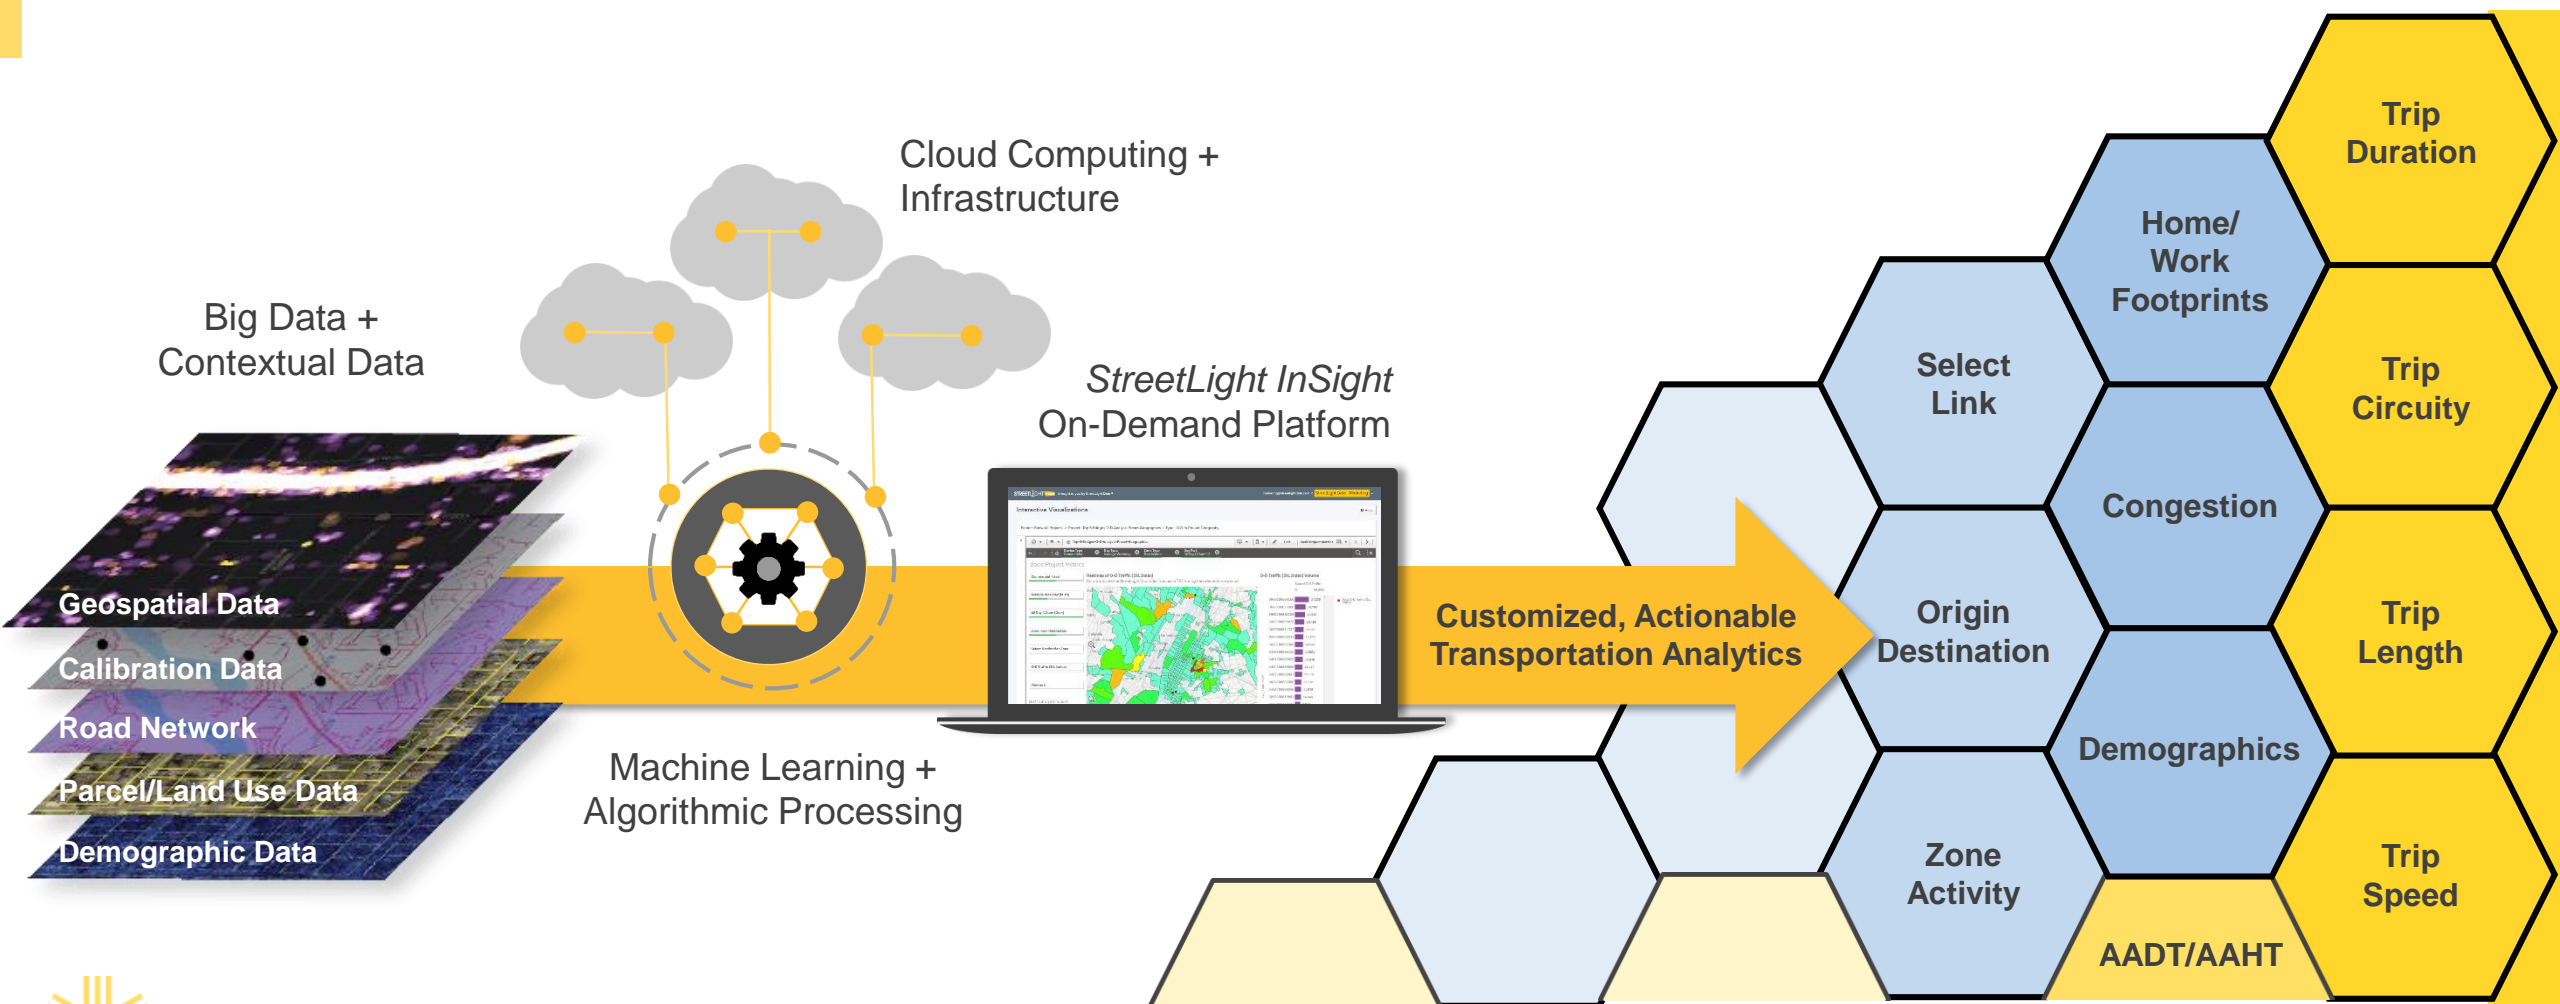 Big Data +
Contextual Data
Geospatial Data
Calibration Data
Road Network
Parcel/Land Use Data
Demographic Data
Cloud Computing +
Infrastructure
Machine Learning +
Algorithmic Processing
StreetLight InSight
On-Demand Platform
Interactive Visualizations
Customized, Actionable
Transportation Analytics
Select
Link
Origin
Destination
Zone
Activity
Home/
Work
Footprints
Congestion
Demographics
AADT/AAHT
Trip
Duration
Trip
Circuity
Trip
Length
Trip
Speed